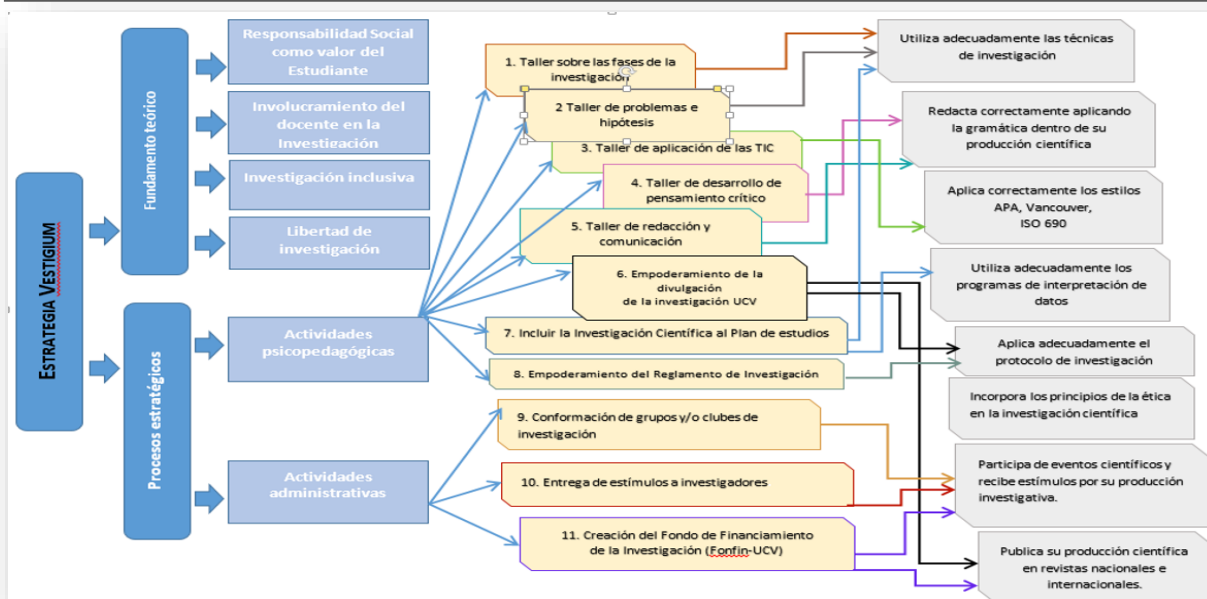 ESTRATEGIA VESTIGIUM
Fundamento teórico
Responsabilidad Social
como valor del
Estudiante
Involucramiento del
docente en la
Investigación
Investigación inclusiva
Libertad de
investigación
Procesos estratégicos
Actividades
psicopedagógicas
Actividades
administrativas
1. Taller sobre las fases de la
investigación
2 Taller de problemas e
hipótesis
3. Taller de aplicación de las TIC
4. Taller de desarrollo de
pensamiento crítico
5. Taller de redacción y
comunicación
6. Empoderamiento de la
divulgación
de la investigación UCV
7. Incluir la Investigación Científica al Plan de estudios
8. Empoderamiento del Reglamento de Investigación
9. Conformación de grupos y/o clubes de
investigación
10. Entrega de estímulos a investigadores
11. Creación del Fondo de Financiamiento
de la Investigación (Fonfin-UCV)
Utiliza adecuadamente las técnicas
de investigación
Redacta correctamente aplicando
la gramática dentro de su
producción científica
Aplica correctamente los estilos
APA, Vancouver,
ISO 690
Utiliza adecuadamente los
programas de interpretación de
datos
Aplica adecuadamente el
protocolo de investigación
Incorpora los principios de la ética
en la investigación científica
Participa de eventos científicos y
recibe estímulos por su producción
investigativa.
Publica su producción científica
en revistas nacionales e
internacionales.